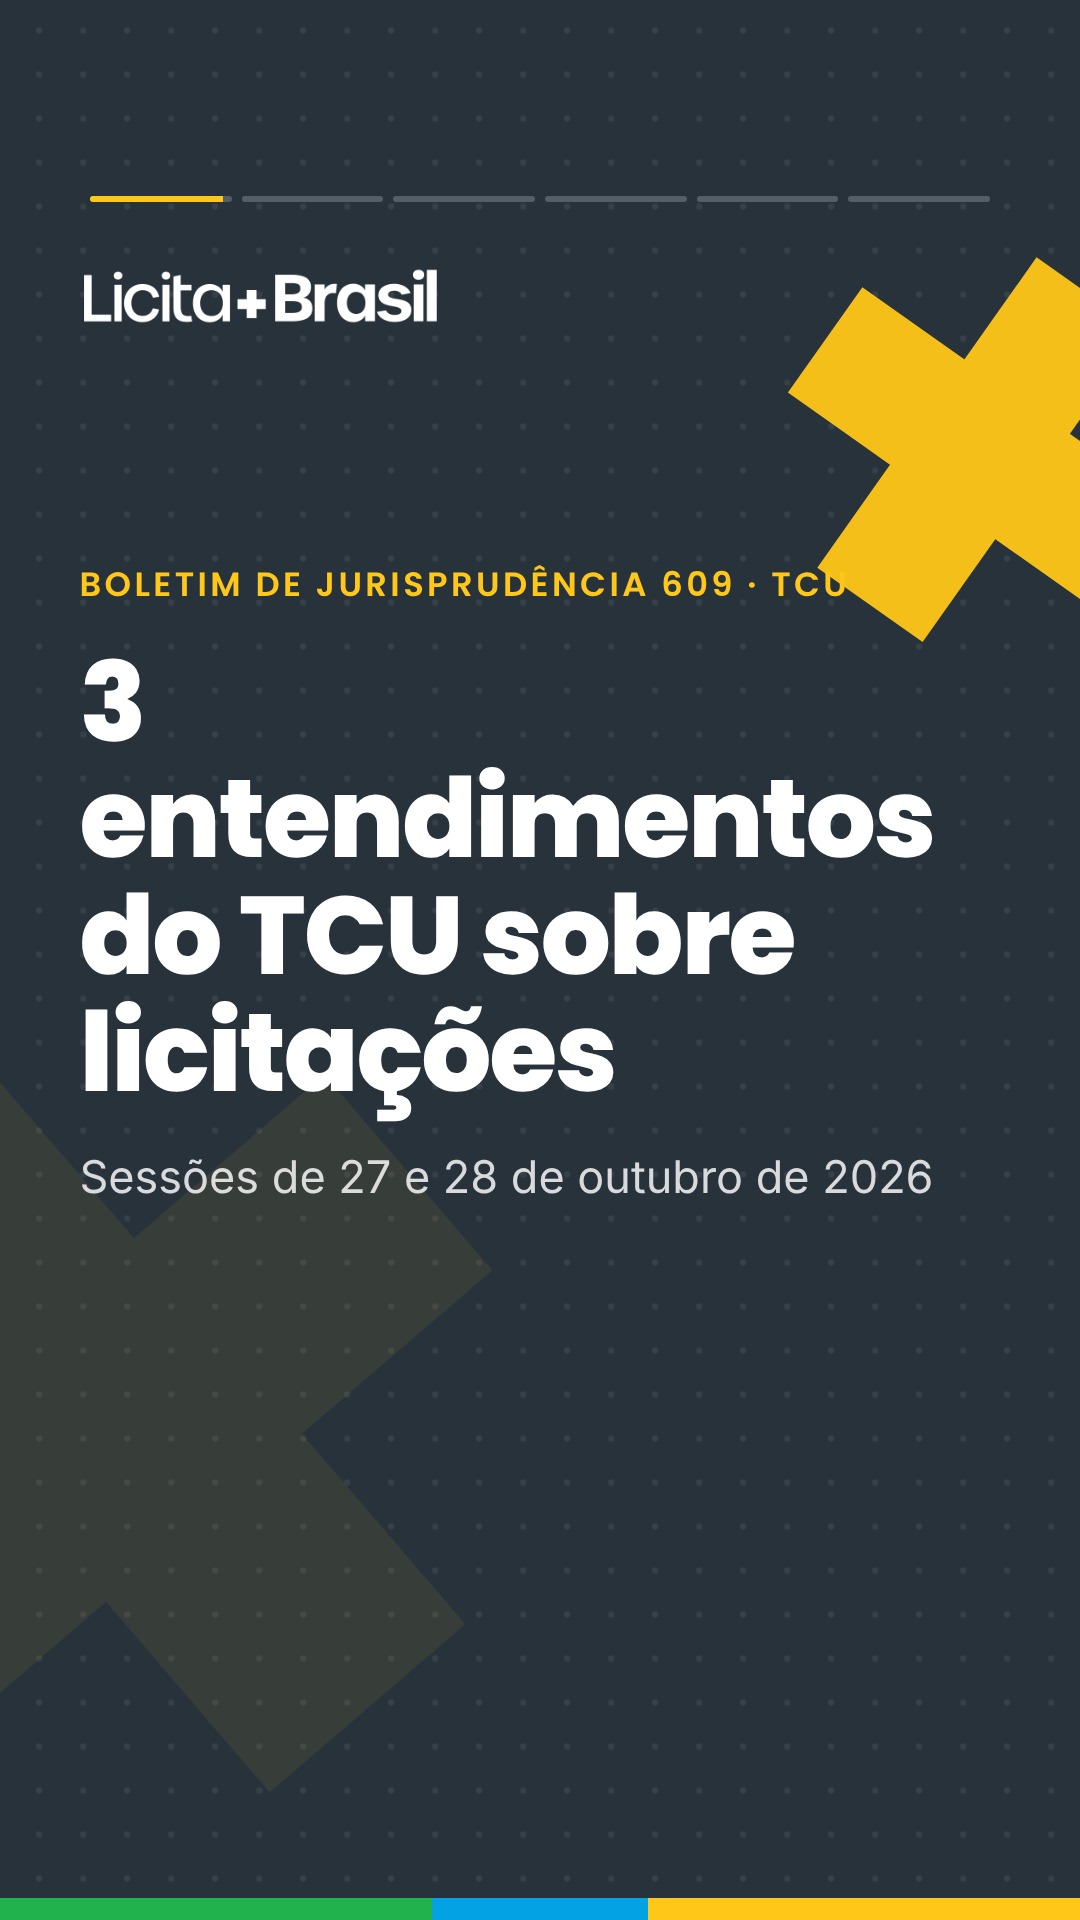 Licita+Brasil
BOLETIM DE JURISPRUDÊNCIA 609 · TCU
3
entendimentos
do TCU sobre
licitações
Sessões de 27 e 28 de outubro de 2026